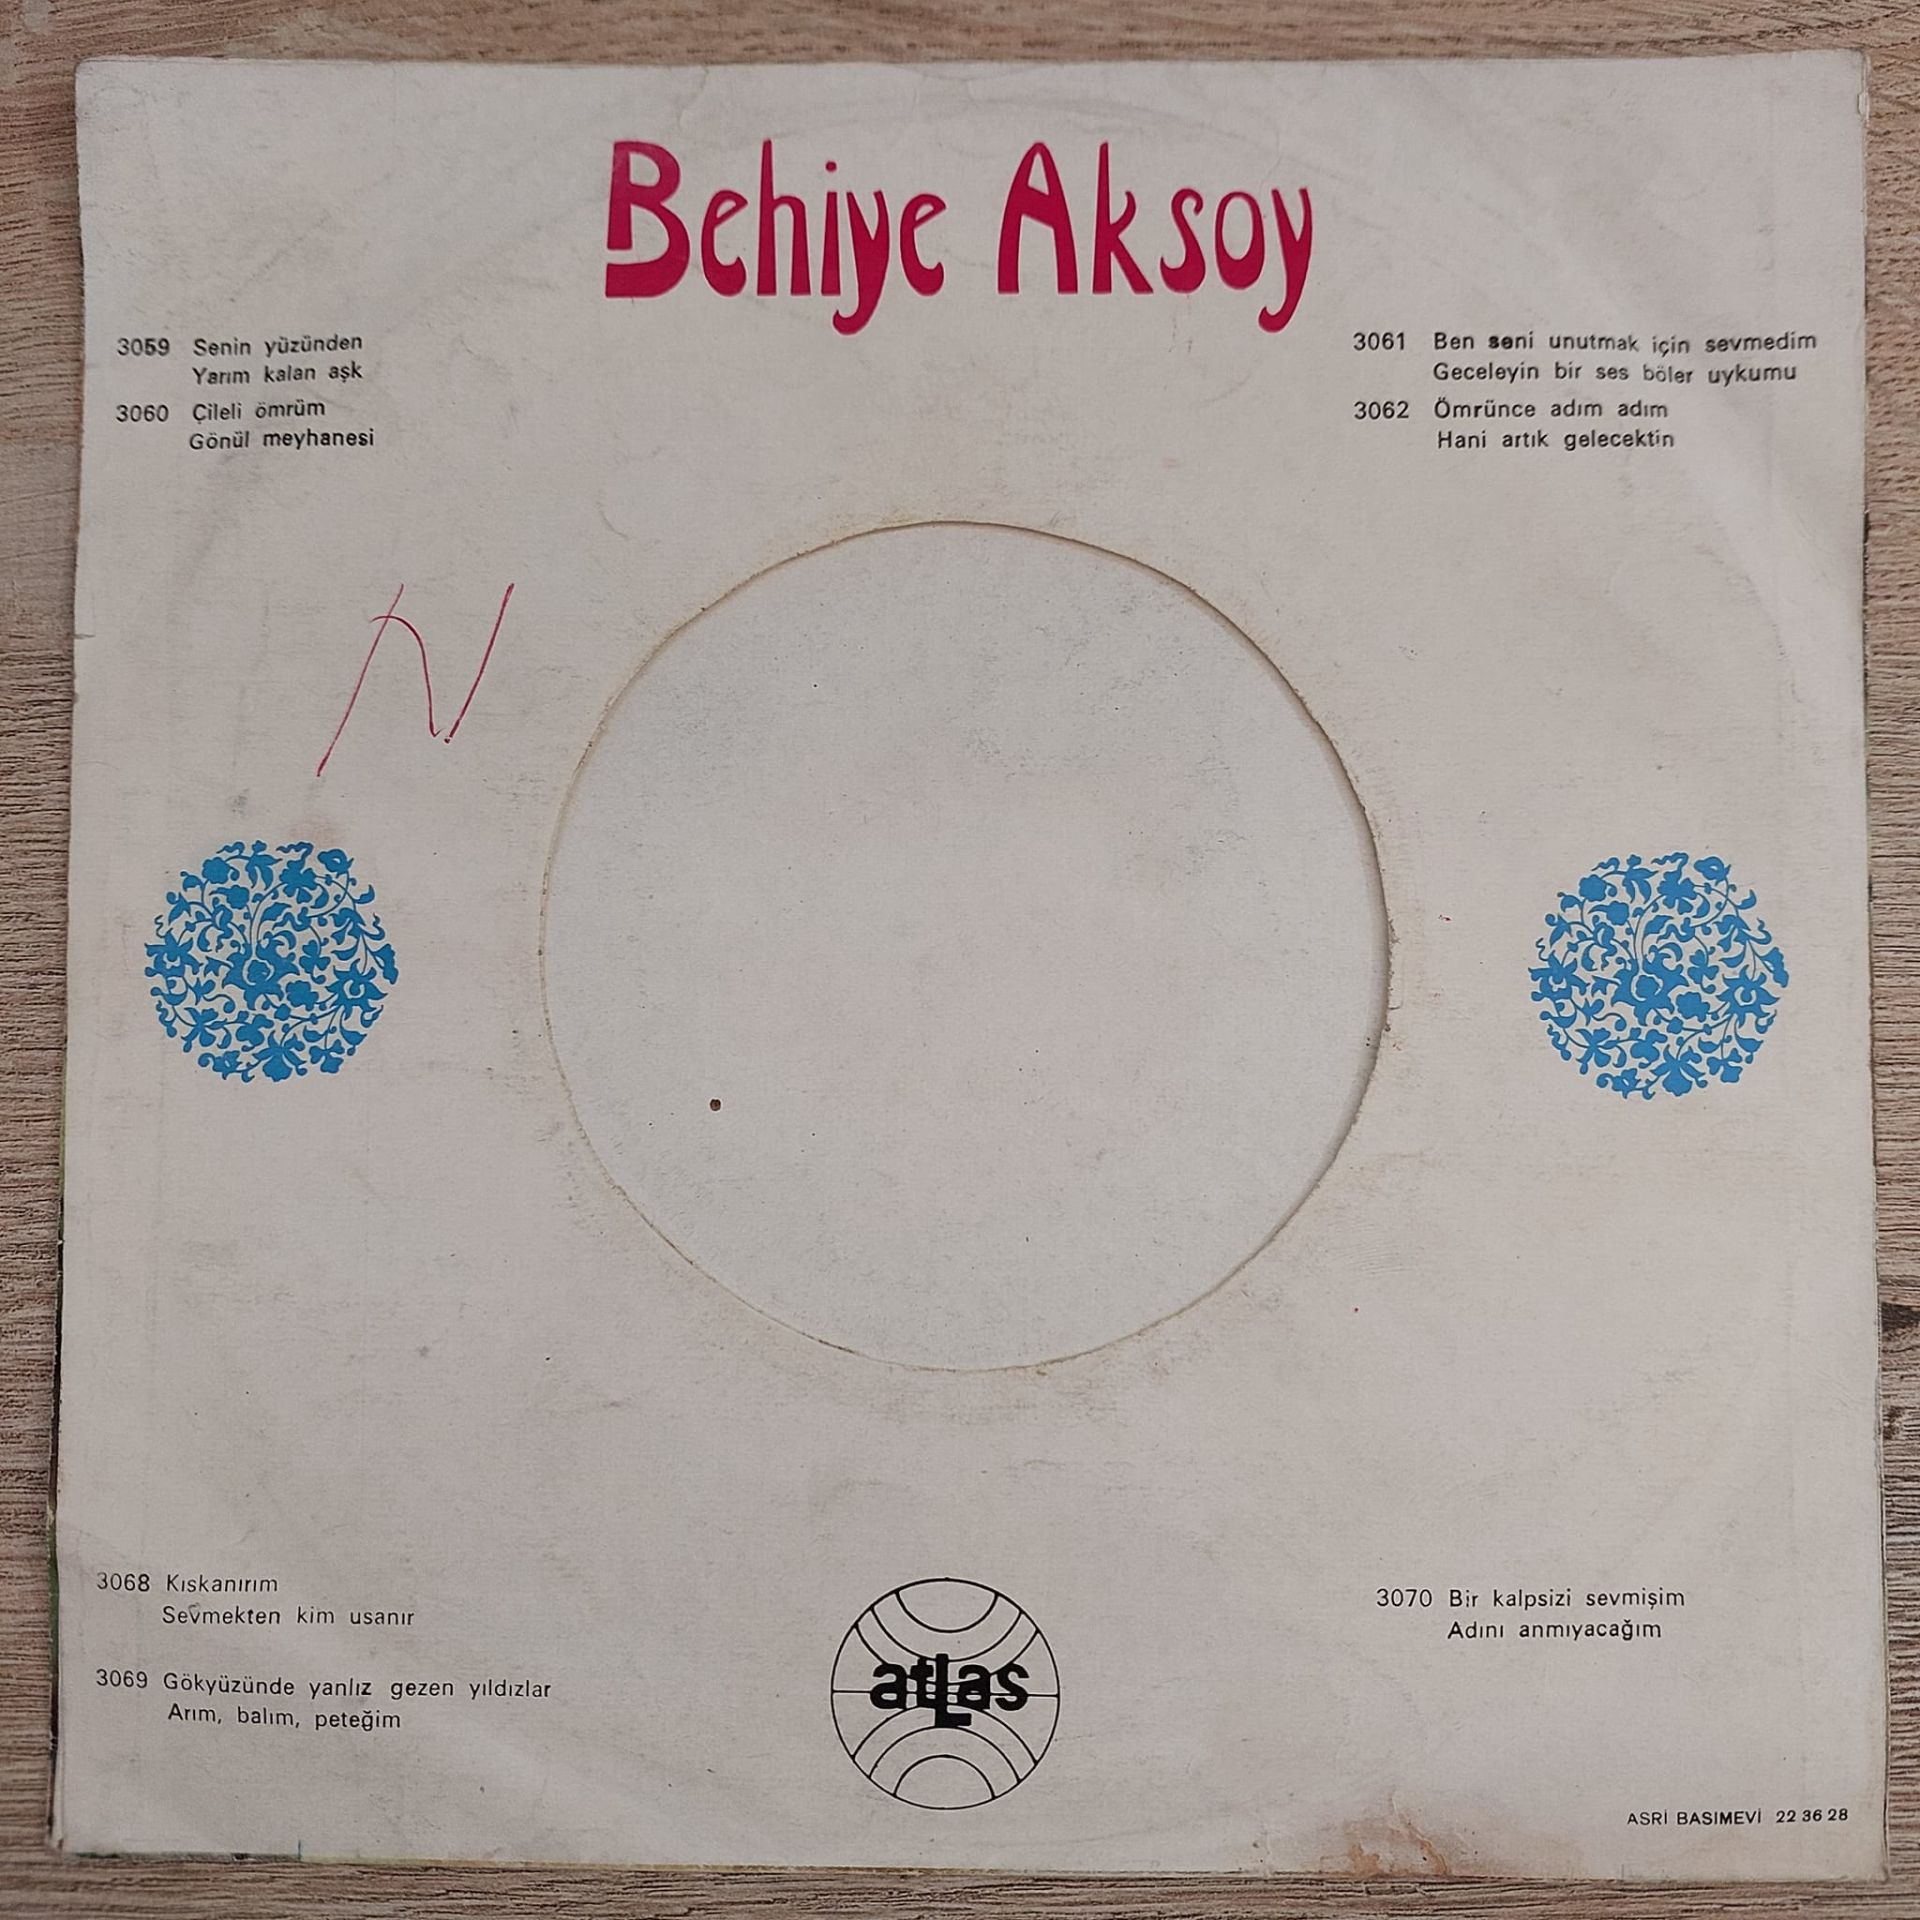 Behiye Aksoy
3059 Senin yüzünden
Yarım kalan aşk
3060 Çileli ömrüm
Gönül meyhanesi
3061 Ben seni unutmak için sevmedim
Geceleyin bir ses böler uykumu
3062 Ömrünce adım adım
Hani artık gelecektin
N
3068 Kıskanırım
Sevmekten kim usanır
3069 Gökyüzünde yanlız gezen yıldızlar
Arım, balım, peteğim
atLas
3070 Bir kalpsizi sevmişim
Adını anmıyacağım
ASRİ BASIMEVİ 22 36 28